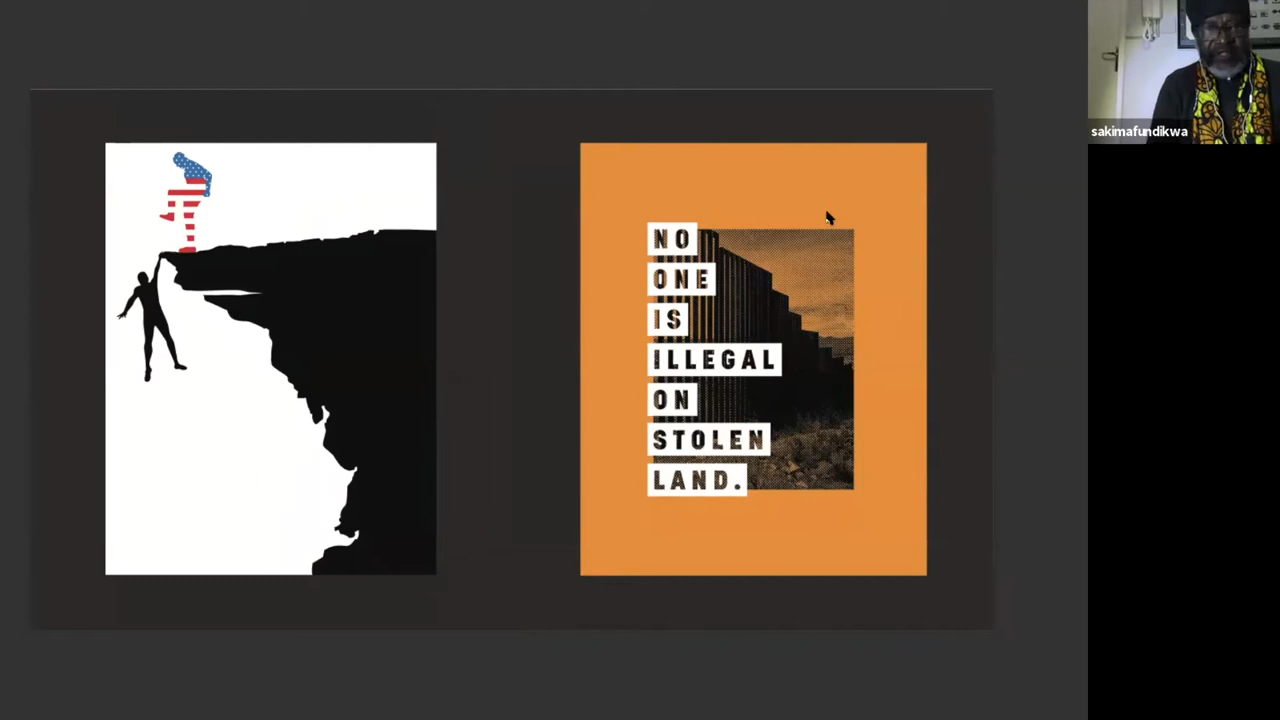 sakimafundikwa
NO
ONE
IS
ILLEGAL
ON
STOLEN
LAND.